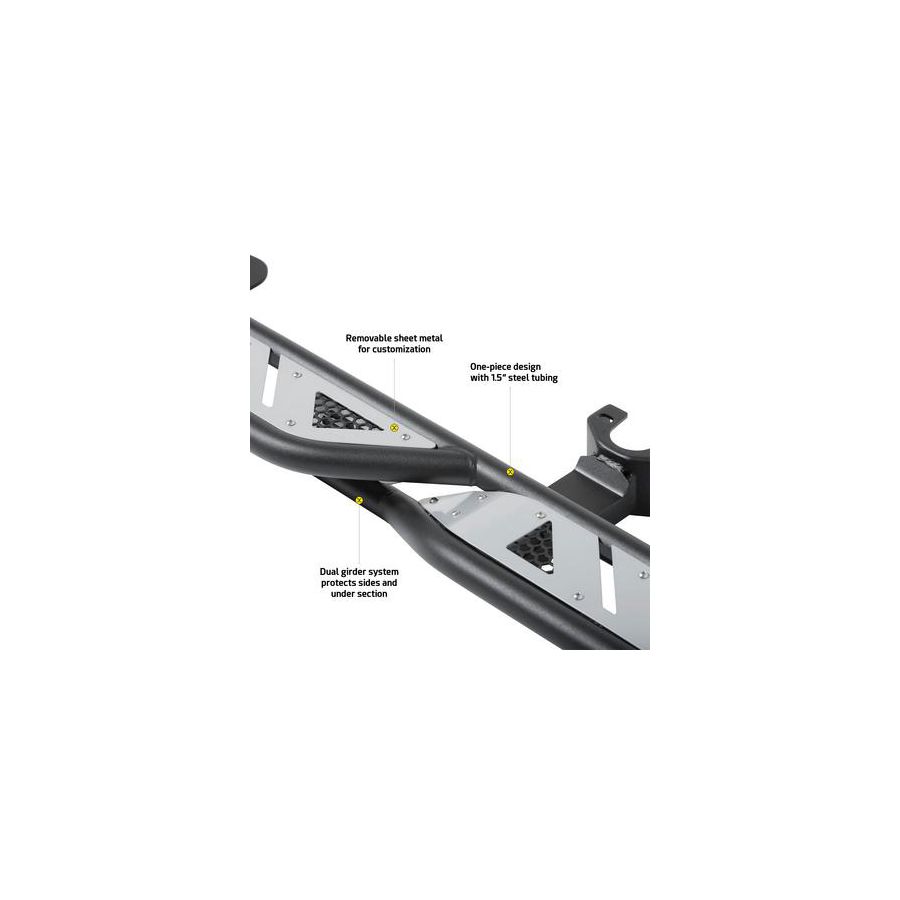 Removable sheet metal
for customization
One-piece design
with 1.5" steel tubing
Dual girder system
protects sides and
under section